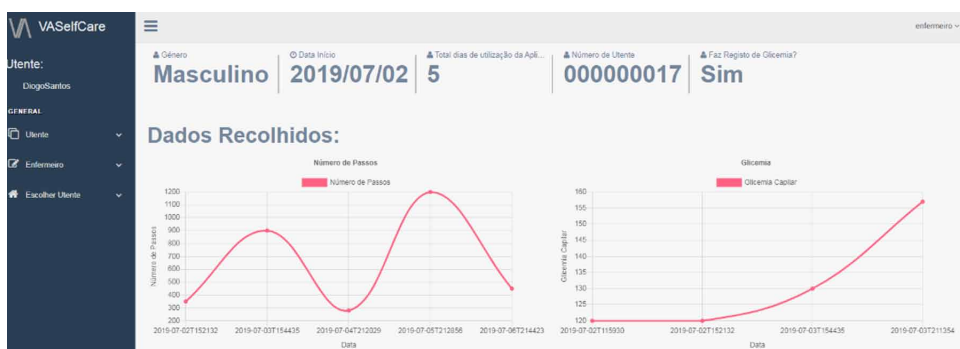 VASelfCare
enfermeiro
Utente:
DiogoSantos
GENERAL
Utente
Enfermeiro
Escolher Utente
Género
Masculino
Data Início
2019/07/02
Total dias de utilização da Apli...
5
Número de Utente
000000017
Faz Registo de Glicemia?
Sim
Dados Recolhidos:
Número de Passos
Número de Passos
Número de Passos
1200
1100
1000
900
800
700
600
500
400
300
200
2019-07-02T152132 2019-07-03T154435 2019-07-04T212029 2019-07-05T212856 2019-07-06T214423
Data
Glicemia
Glicemia Capilar
Glicemia Capilar
160
155
150
145
140
135
130
125
120
2019-07-02T115930 2019-07-02T152132 2019-07-03T154435 2019-07-03T211354
Data